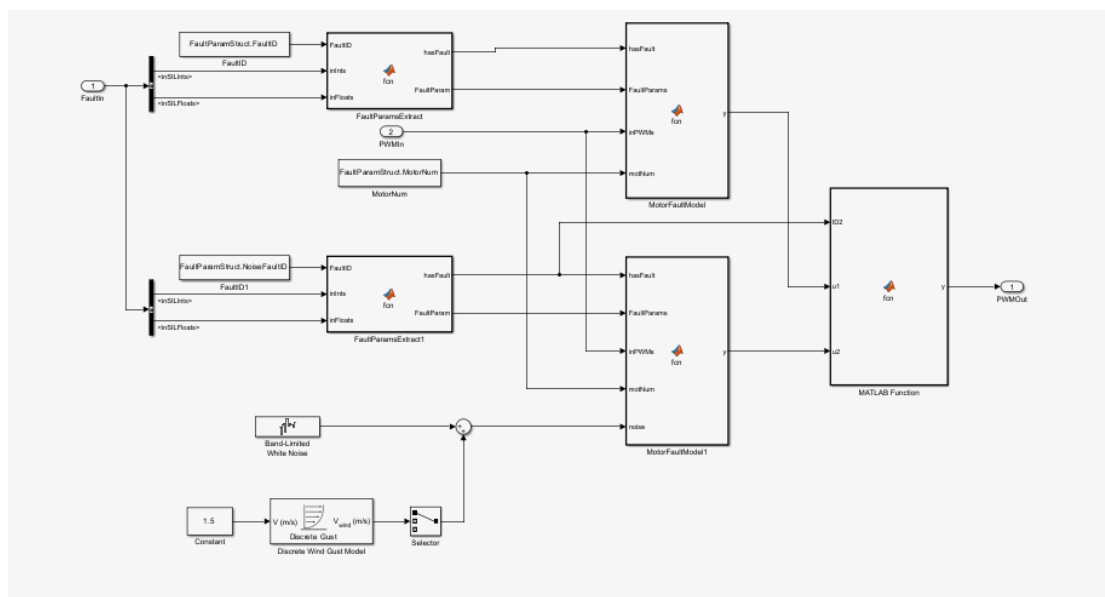 FaultParamStruct.FaultID
FaultID
1
FaultIn
<inSILInts>
<inSILFloats>
FaultID
inInts
inFloats
fcn
hasFault
FaultParam
FaultParamsExtract
2
PWMIn
FaultParamStruct.MotorNum
MotorNum
hasFault
FaultParams
inPWMs
motNum
fcn
y
MotorFaultModel
FaultParamStruct.NoiseFaultID
FaultID1
<inSILInts>
<inSILFloats>
FaultID
inInts
inFloats
fcn
hasFault
FaultParam
FaultParamsExtract1
hasFault
FaultParams
inPWMs
motNum
noise
fcn
y
MotorFaultModel1
u1
u2
fcn
y
MATLAB Function
1
PWMOut
Band-Limited
White Noise
1.5
Constant
V (m/s)
Vwind (m/s)
Discrete Gust
Discrete Wind Gust Model
Selector